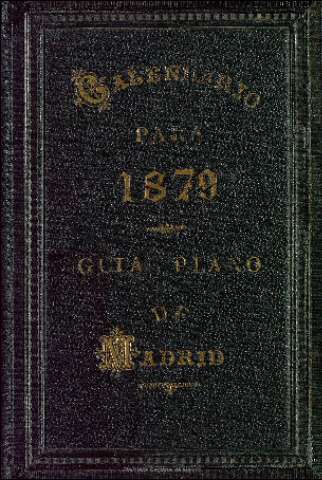 CALENDARIO
PARA
1879
GUIA PLANO
DE
MADRID